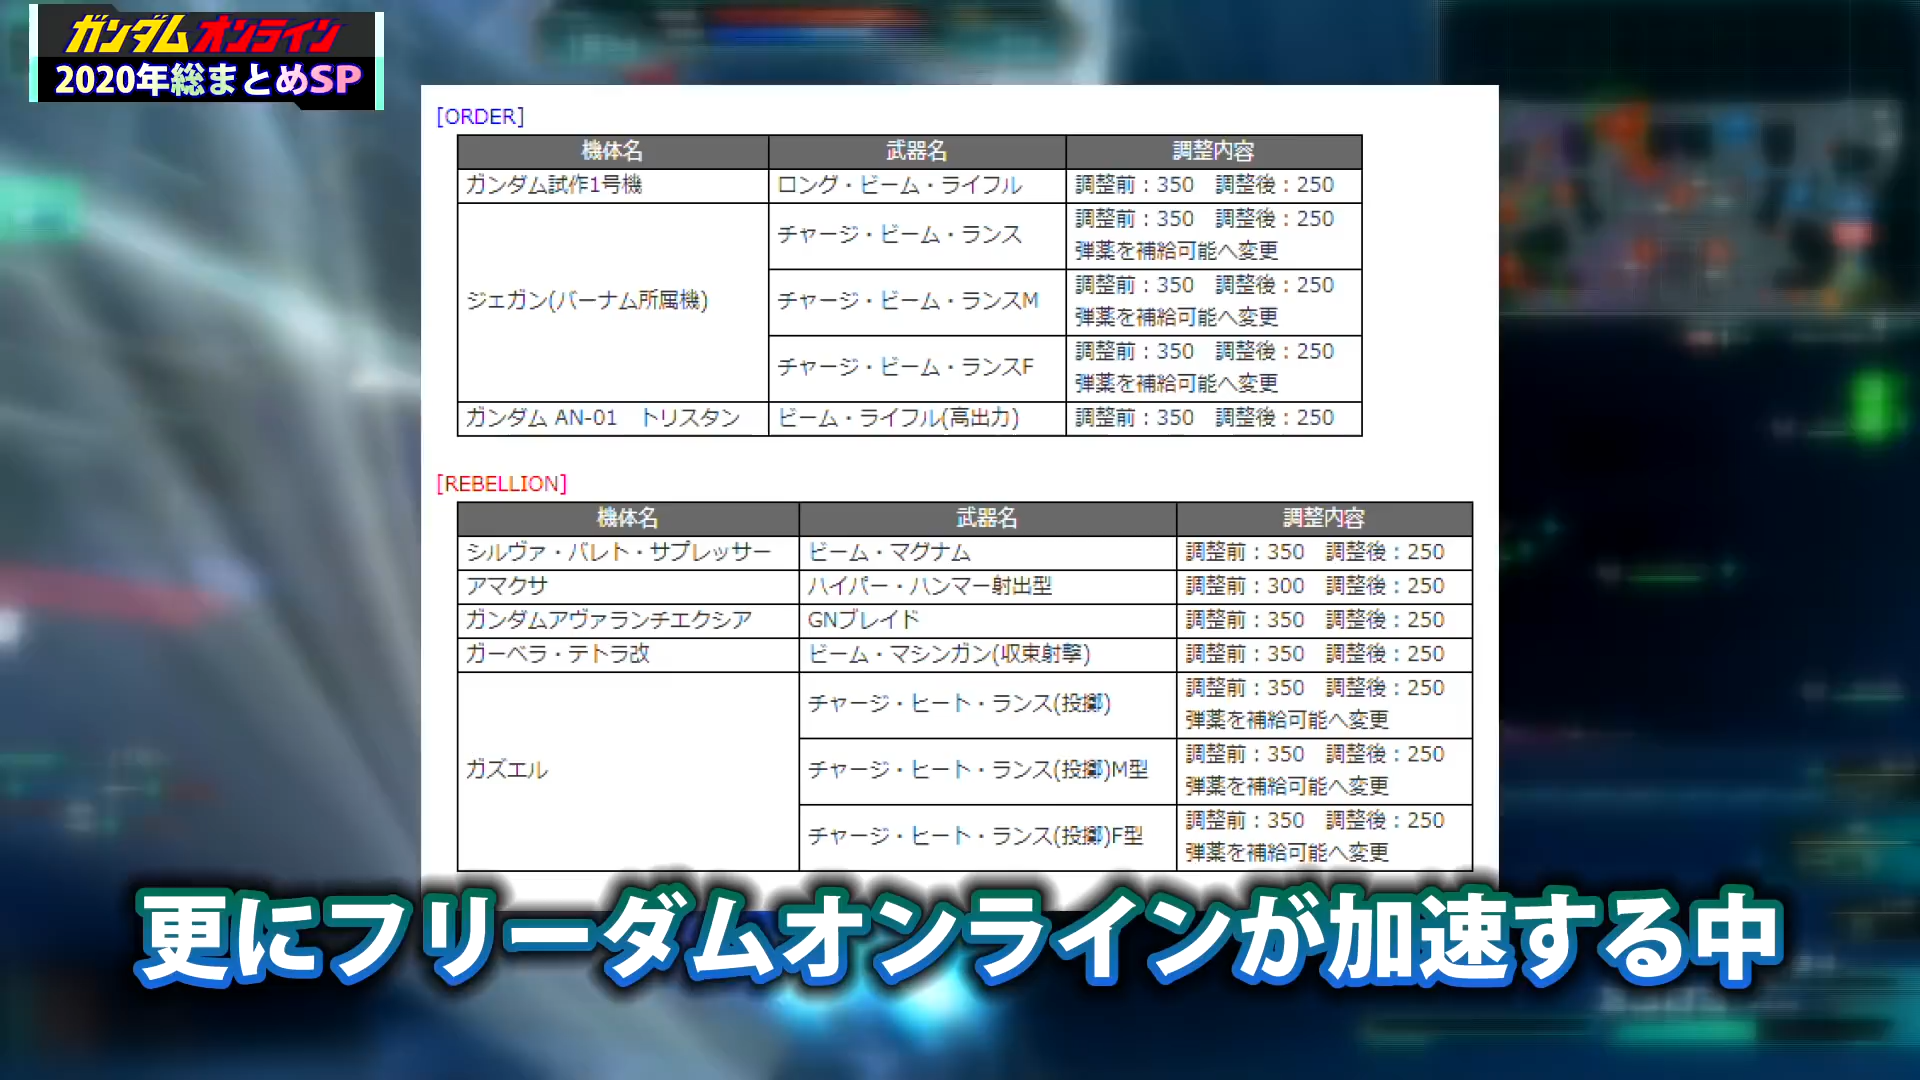 ガンダムオンライン
2020年総まとめSP
[ORDER]
機体名 武器名 調整内容
ガンダム試作1号機 ロング・ビーム・ライフル 調整前：350 調整後：250
ジェガン(バーナム所属機) チャージ・ビーム・ランス 調整前：350 調整後：250
弾薬を補給可能へ変更
チャージ・ビーム・ランスM 調整前：350 調整後：250
弾薬を補給可能へ変更
チャージ・ビーム・ランスF 調整前：350 調整後：250
弾薬を補給可能へ変更
ガンダム AN-01 トリスタン ビーム・ライフル(高出力) 調整前：350 調整後：250
[REBELLION]
機体名 武器名 調整内容
シルヴァ・バレト・サプレッサー ビーム・マグナム 調整前：350 調整後：250
アマクサ ハイパー・ハンマー射出型 調整前：300 調整後：250
ガンダムアヴァランチエクシア GNブレイド 調整前：350 調整後：250
ガーベラ・テトラ改 ビーム・マシンガン(収束射撃) 調整前：350 調整後：250
ガズエル チャージ・ヒート・ランス(投擲) 調整前：350 調整後：250
弾薬を補給可能へ変更
チャージ・ヒート・ランス(投擲)M型 調整前：350 調整後：250
弾薬を補給可能へ変更
チャージ・ヒート・ランス(投擲)F型 調整前：350 調整後：250
弾薬を補給可能へ変更
更にフリーダムオンラインが加速する中